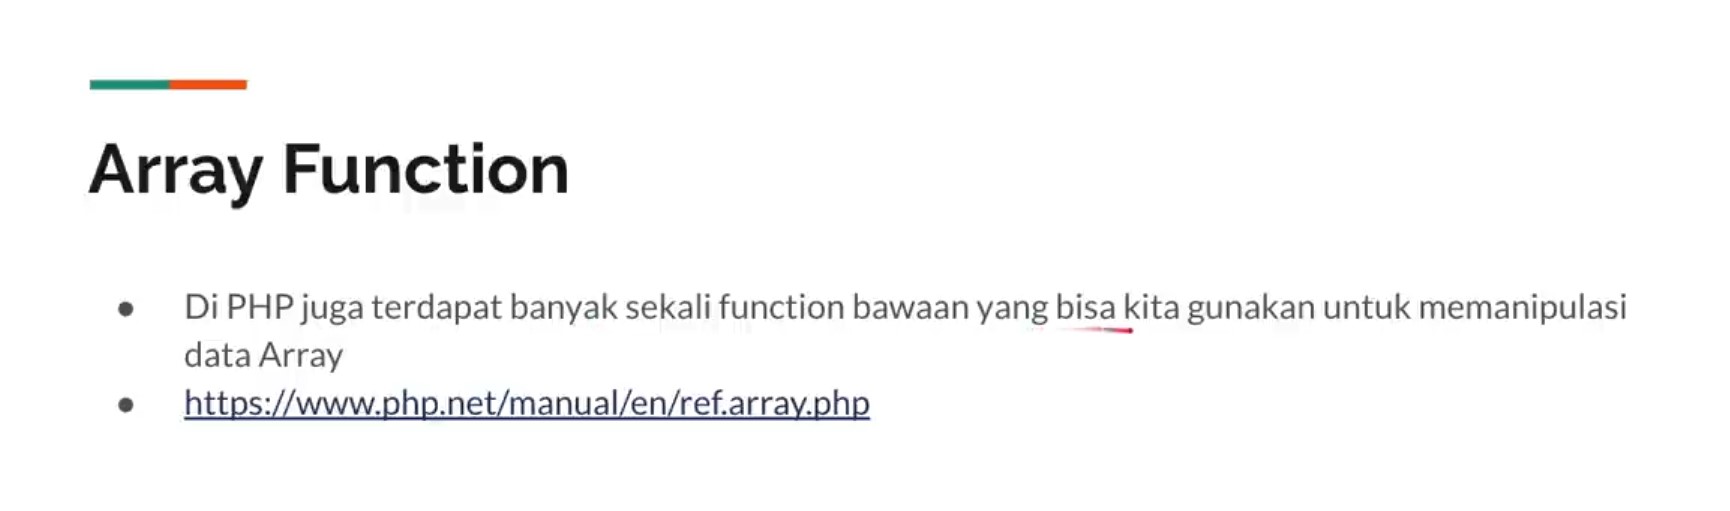 Array Function
● Di PHP juga terdapat banyak sekali function bawaan yang bisa kita gunakan untuk memanipulasi
data Array
● https://www.php.net/manual/en/ref.array.php